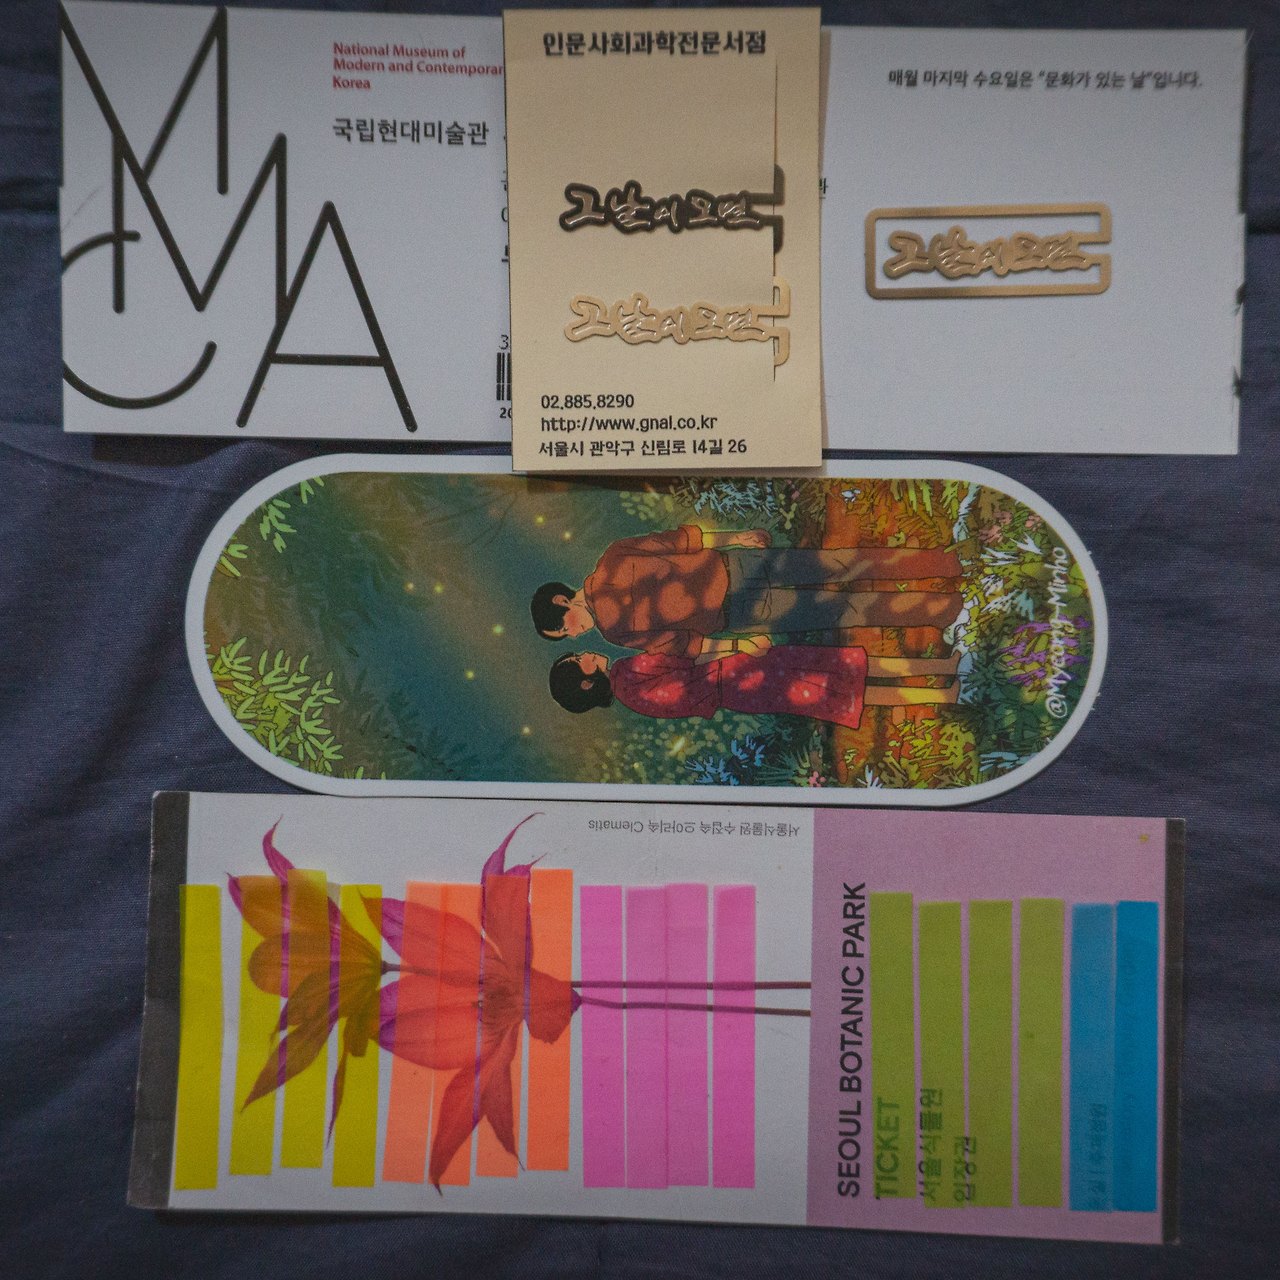 MMCA
National Museum of
Modern and Contemporar
Korea
국립현대미술관
인문사회과학전문서점
그날이 오면
그날이 오면
02.885.8290
http://www.gnal.co.kr
서울시 관악구 신림로 14길 26
매월 마지막 수요일은 “문화가 있는 날”입니다.
그날이 오면
@Myeong-Minho
서울식물원 수집속 으아리속 Clematis
SEOUL BOTANIC PARK
TICKET
서울식물원
입장권